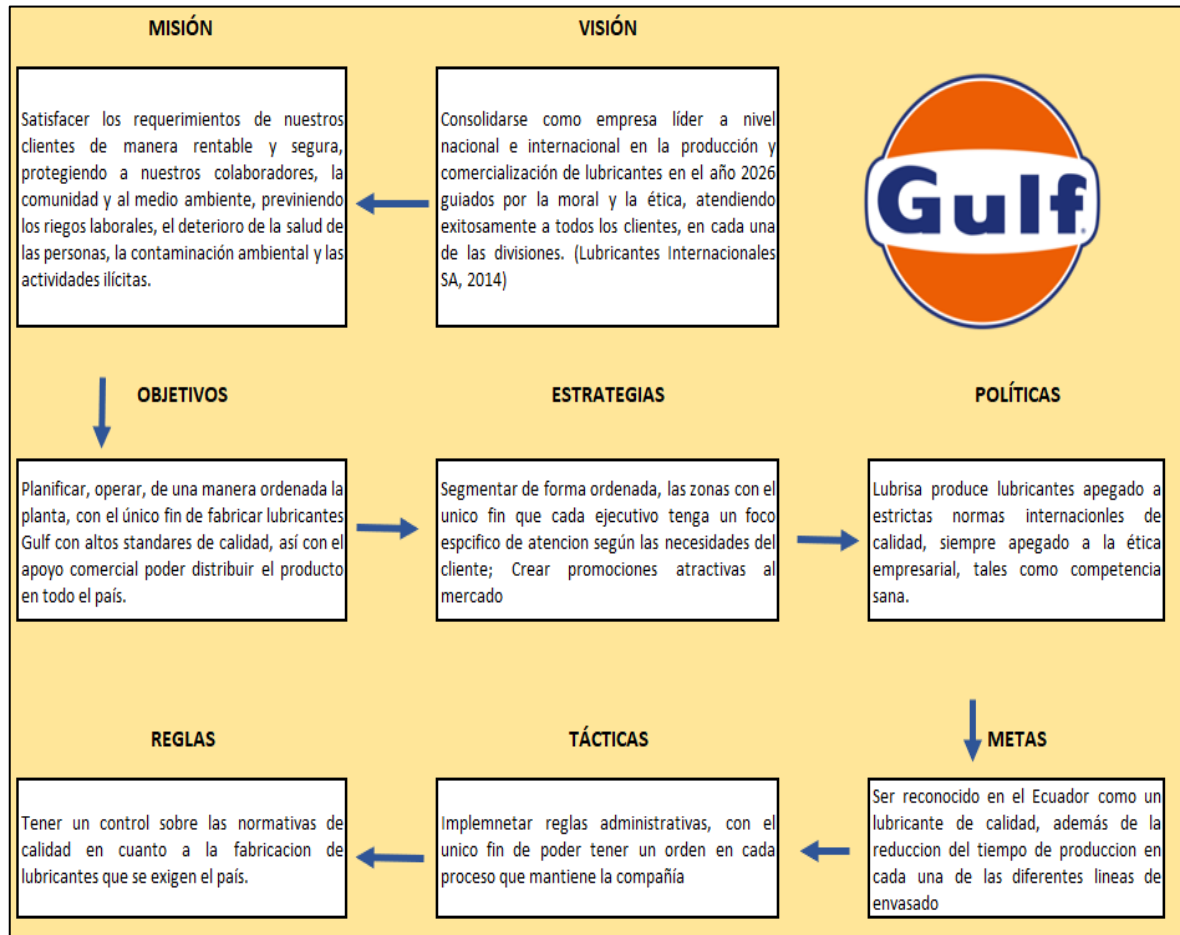 MISIÓN
VISIÓN
Satisfacer los requerimientos de nuestros
clientes de manera rentable y segura,
protegiendo a nuestros colaboradores, la
comunidad y al medio ambiente, previniendo
los riegos laborales, el deterioro de la salud de
las personas, la contaminación ambiental y las
actividades ilícitas.
Consolidarse como empresa líder a nivel
nacional e internacional en la producción y
comercialización de lubricantes en el año 2026
guiados por la moral y la ética, atendiendo
exitosamente a todos los clientes, en cada una
de las divisiones. (Lubricantes Internacionales
SA, 2014)
Gulf®
OBJETIVOS
ESTRATEGIAS
POLÍTICAS
Planificar, operar, de una manera ordenada la
planta, con el único fin de fabricar lubricantes
Gulf con altos standares de calidad, así con el
apoyo comercial poder distribuir el producto
en todo el país.
Segmentar de forma ordenada, las zonas con el
unico fin que cada ejecutivo tenga un foco
espcifico de atencion según las necesidades del
cliente; Crear promociones atractivas al
mercado
Lubrisa produce lubricantes apegado a
estrictas normas internacionles de
calidad, siempre apegado a la ética
empresarial, tales como competencia
sana.
REGLAS
TÁCTICAS
METAS
Tener un control sobre las normativas de
calidad en cuanto a la fabricacion de
lubricantes que se exigen el país.
Implemnetar reglas administrativas, con el
unico fin de poder tener un orden en cada
proceso que mantiene la compañía
Ser reconocido en el Ecuador como un
lubricante de calidad, además de la
reduccion del tiempo de produccion en
cada una de las diferentes lineas de
envasado